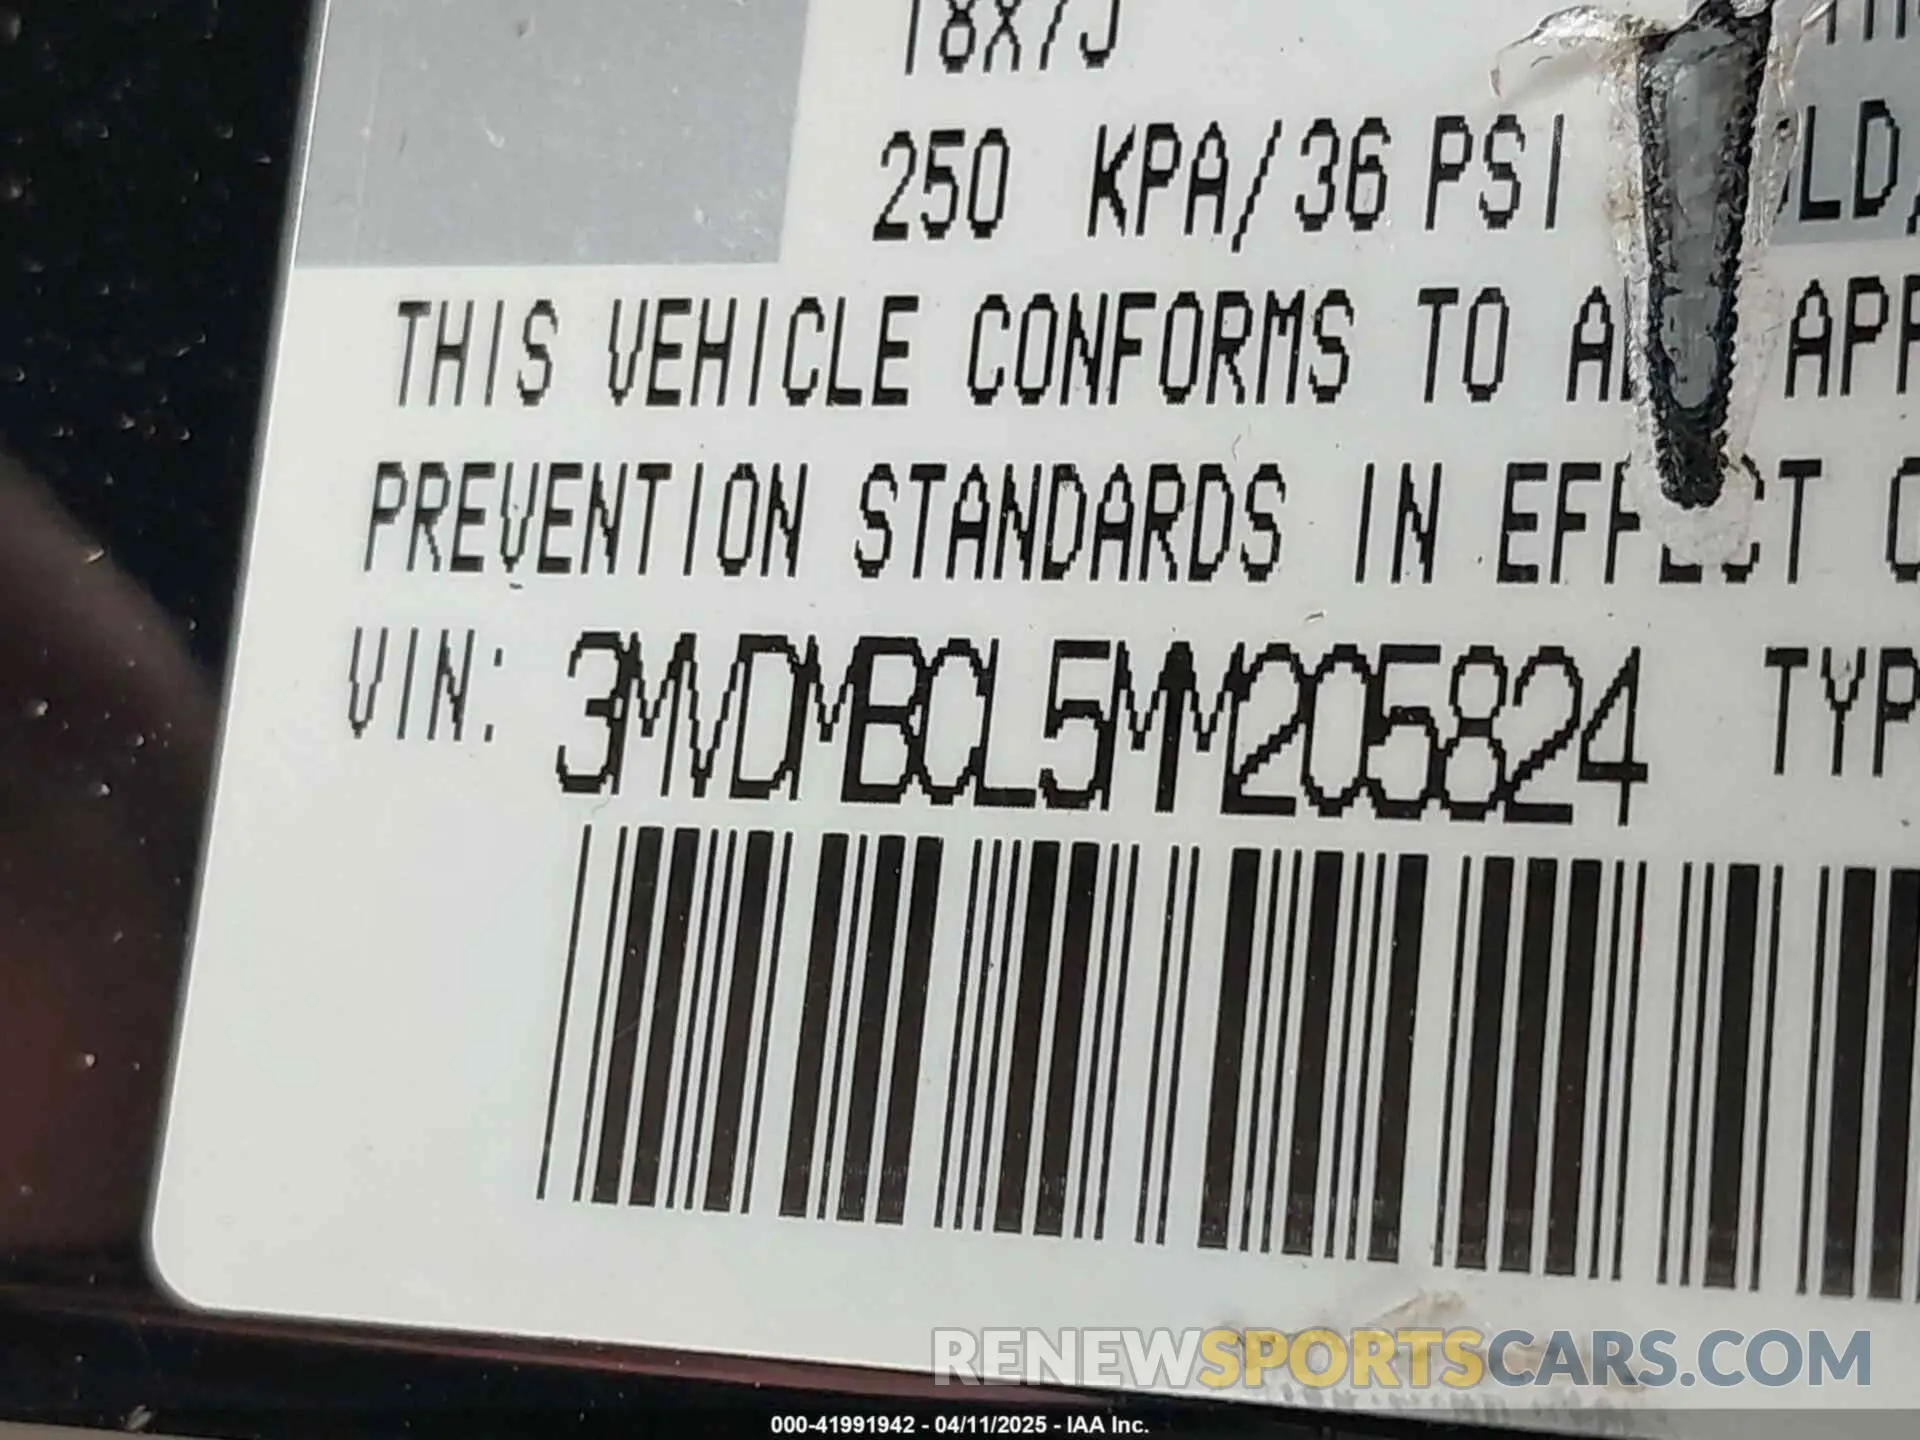 18X7J
250 KPA/36 PSI
THIS VEHICLE CONFORMS TO
PREVENTION STANDARDS IN EFFECT
VIN: 3MVDMBCL5MM205824 TYP
RENEWSPORTSCARS.COM
000-41991942 - 04/11/2025 - IAA Inc.